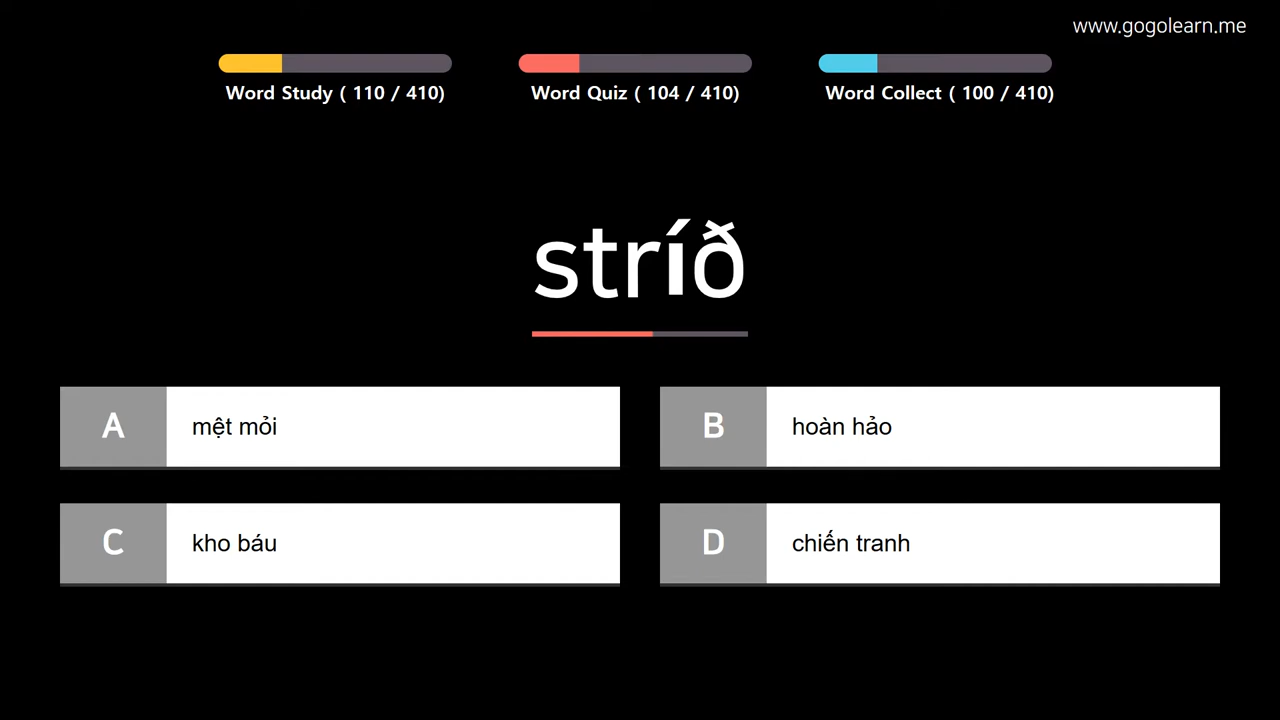 www.gogolearn.me
Word Study ( 110 / 410)
Word Quiz ( 104 / 410)
Word Collect ( 100 / 410)
stríð
A mệt mỏi
B hoàn hảo
C kho báu
D chiến tranh